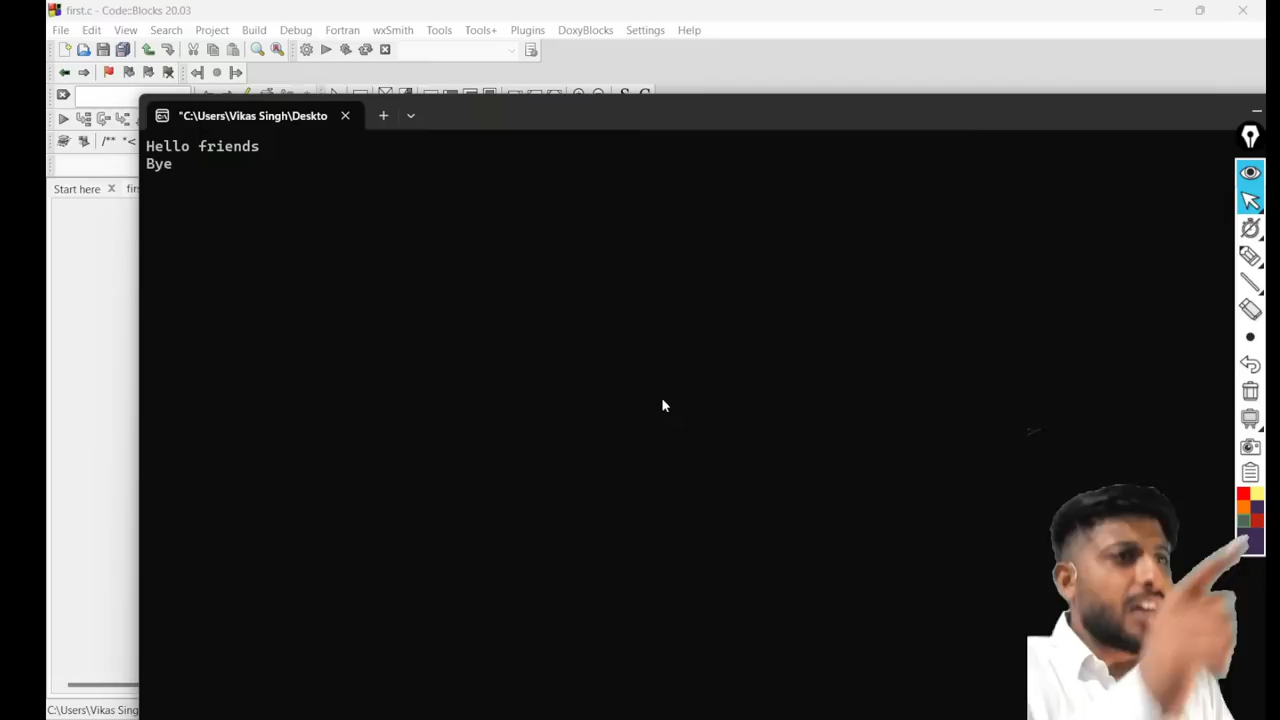 first.c - Code::Blocks 20.03
File Edit View Search Project Build Debug Fortran wxSmith Tools Tools+ Plugins DoxyBlocks Settings Help
/** *<
"C:\Users\Vikas Singh\Deskto
Hello friends
Bye
Start here
C:\Users\Vikas Sing